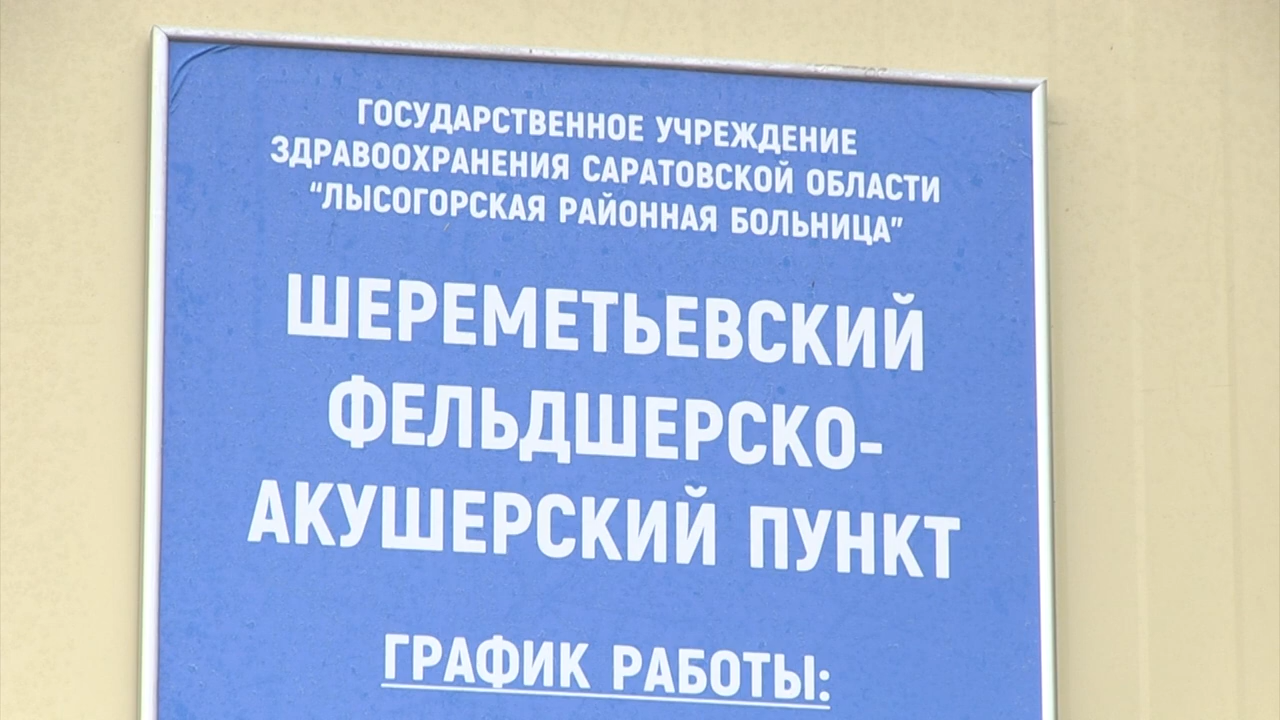 ГОСУДАРСТВЕННОЕ УЧРЕЖДЕНИЕ
ЗДРАВООХРАНЕНИЯ САРАТОВСКОЙ ОБЛАСТИ
“ЛЫСОГОРСКАЯ РАЙОННАЯ БОЛЬНИЦА”
ШЕРЕМЕТЬЕВСКИЙ
ФЕЛЬДШЕРСКО-
АКУШЕРСКИЙ ПУНКТ
ГРАФИК РАБОТЫ: